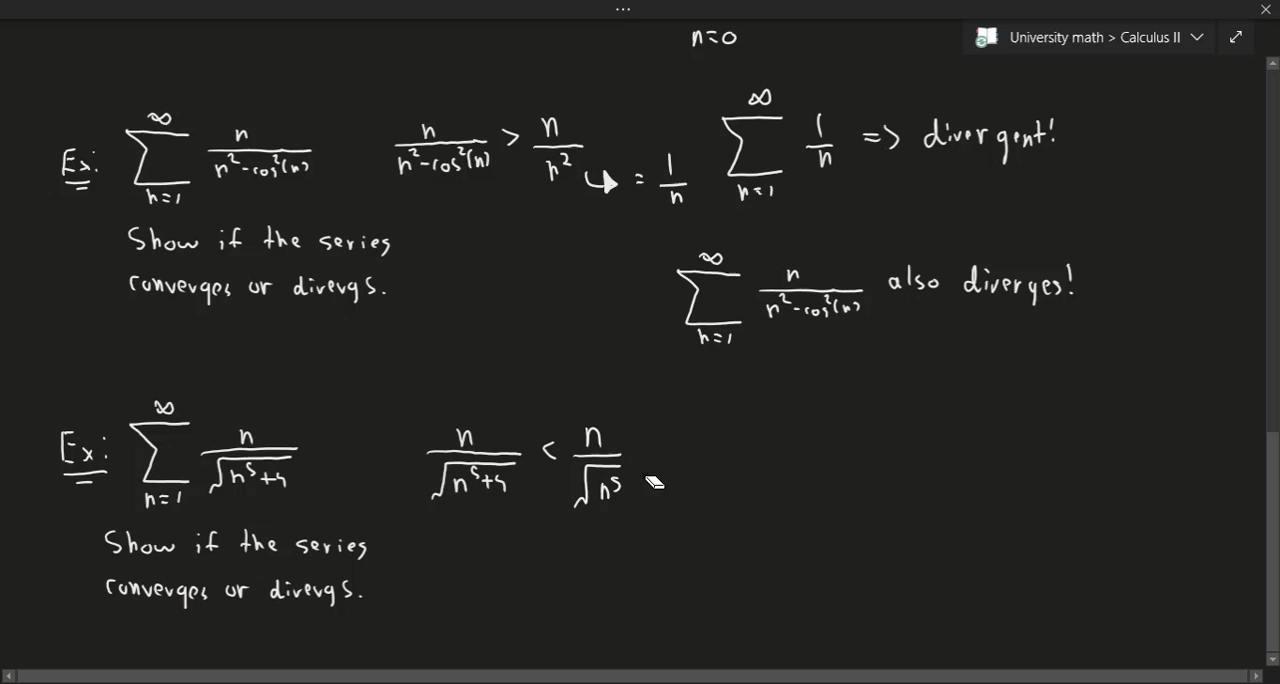 ...
University math > Calculus II
n=0
Ex: ∑_{n=1}^{∞} n/(n²-cos²(n))    n/(n²-cos²(n)) > n/n² ↳ = 1/n    ∑_{n=1}^{∞} 1/n => divergent!
Show if the series
converges or divergs.
∑_{n=1}^{∞} n/(n²-cos²(n)) also diverges!
Ex: ∑_{n=1}^{∞} n/√(n⁵+4)    n/√(n⁵+4) < n/√(n⁵)
Show if the series
converges or divergs.